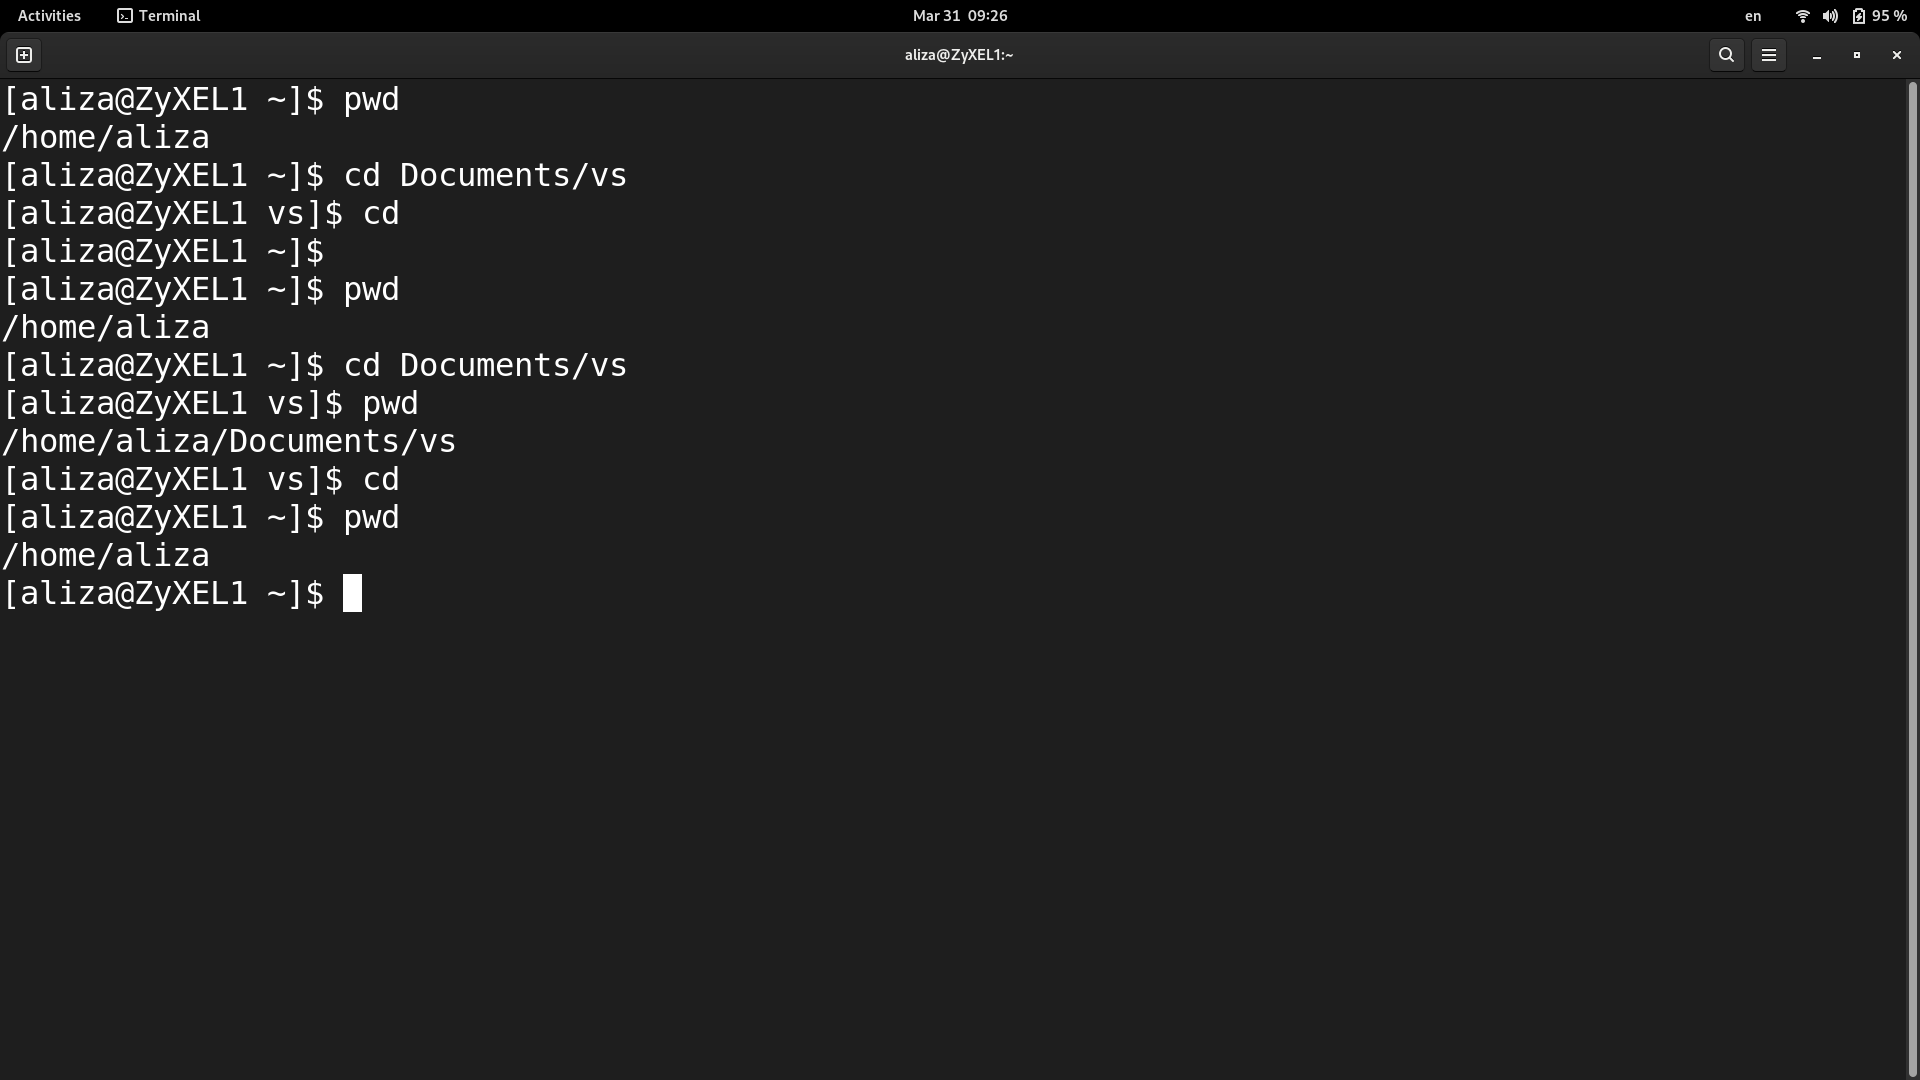 Activities Terminal Mar 31 09:26 en 95 %
aliza@ZyXEL1:~
[aliza@ZyXEL1 ~]$ pwd
/home/aliza
[aliza@ZyXEL1 ~]$ cd Documents/vs
[aliza@ZyXEL1 vs]$ cd
[aliza@ZyXEL1 ~]$
[aliza@ZyXEL1 ~]$ pwd
/home/aliza
[aliza@ZyXEL1 ~]$ cd Documents/vs
[aliza@ZyXEL1 vs]$ pwd
/home/aliza/Documents/vs
[aliza@ZyXEL1 vs]$ cd
[aliza@ZyXEL1 ~]$ pwd
/home/aliza
[aliza@ZyXEL1 ~]$